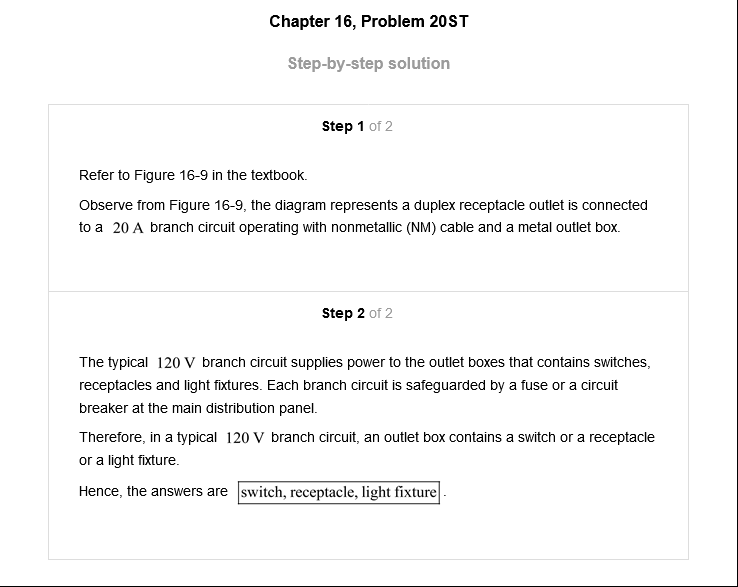 Chapter 16, Problem 20ST
Step-by-step solution
Step 1 of 2
Refer to Figure 16-9 in the textbook.
Observe from Figure 16-9, the diagram represents a duplex receptacle outlet is connected
to a 20 A branch circuit operating with nonmetallic (NM) cable and a metal outlet box.
Step 2 of 2
The typical 120 V branch circuit supplies power to the outlet boxes that contains switches,
receptacles and light fixtures. Each branch circuit is safeguarded by a fuse or a circuit
breaker at the main distribution panel.
Therefore, in a typical 120 V branch circuit, an outlet box contains a switch or a receptacle
or a light fixture.
Hence, the answers are switch, receptacle, light fixture .